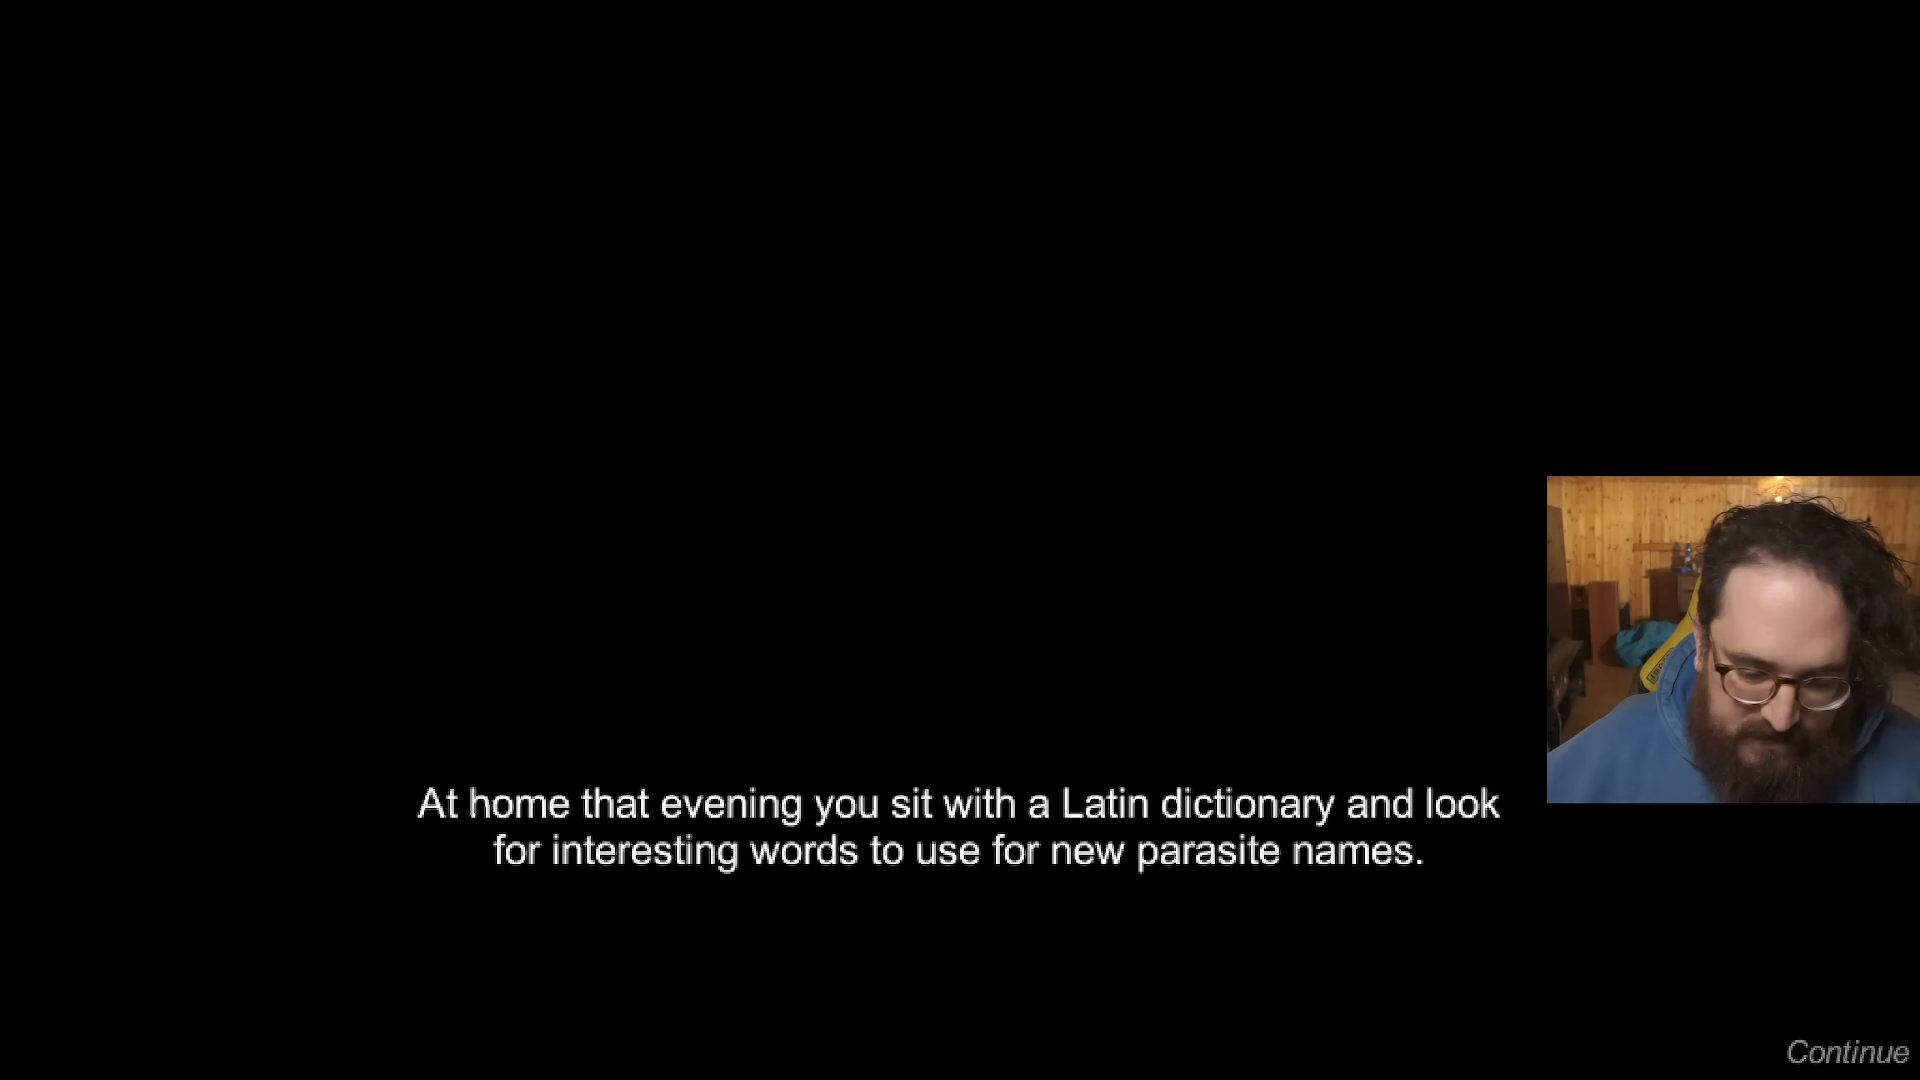 At home that evening you sit with a Latin dictionary and look
for interesting words to use for new parasite names.
Continue